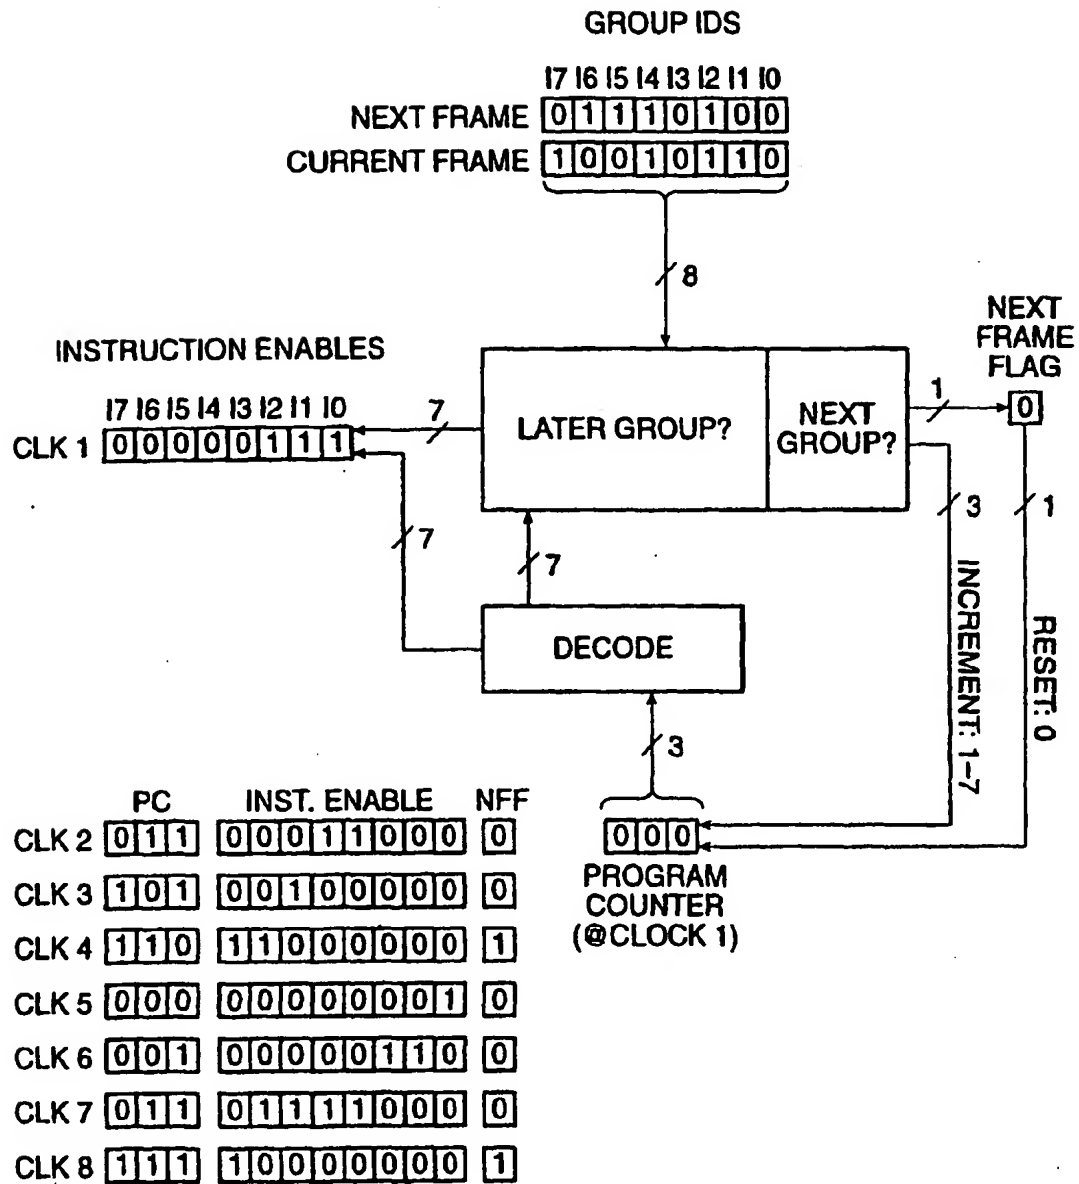 GROUP IDS
I7 I6 I5 I4 I3 I2 I1 I0
NEXT FRAME 0 1 1 1 0 1 0 0
CURRENT FRAME 1 0 0 1 0 1 1 0
8
NEXT
FRAME
FLAG
0
INSTRUCTION ENABLES
I7 I6 I5 I4 I3 I2 I1 I0
CLK 1 0 0 0 0 0 1 1 1
7
LATER GROUP?
NEXT
GROUP?
1
3
1
7
7
INCREMENT: 1-7
RESET: 0
DECODE
3
0 0 0
PROGRAM
COUNTER
(@CLOCK 1)
PC INST. ENABLE NFF
CLK 2 0 1 1 0 0 0 1 1 0 0 0 0
CLK 3 1 0 1 0 0 1 0 0 0 0 0 0
CLK 4 1 1 0 1 1 0 0 0 0 0 0 1
CLK 5 0 0 0 0 0 0 0 0 0 0 1 0
CLK 6 0 0 1 0 0 0 0 0 1 1 0 0
CLK 7 0 1 1 0 1 1 1 1 0 0 0 0
CLK 8 1 1 1 1 0 0 0 0 0 0 0 1